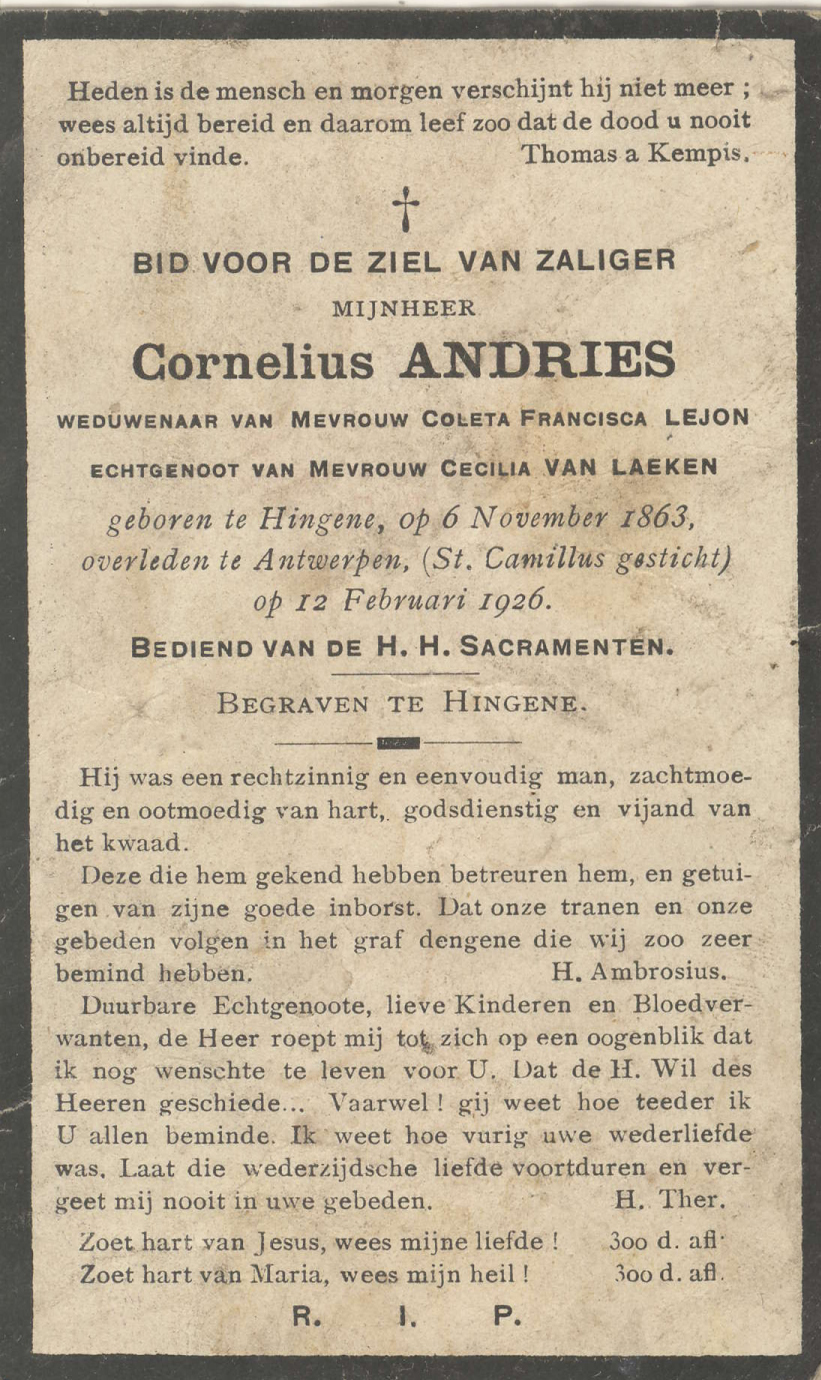 Heden is de mensch en morgen verschijnt hij niet meer ;
wees altijd bereid en daarom leef zoo dat de dood u nooit
onbereid vinde. Thomas a Kempis.
BID VOOR DE ZIEL VAN ZALIGER
MIJNHEER
Cornelius ANDRIES
WEDUWENAAR VAN MEVROUW COLETA FRANCISCA LEJON
ECHTGENOOT VAN MEVROUW CECILIA VAN LAEKEN
geboren te Hingene, op 6 November 1863,
overleden te Antwerpen, (St. Camillus gesticht)
op 12 Februari 1926.
BEDIEND VAN DE H. H. SACRAMENTEN.
BEGRAVEN TE HINGENE.
Hij was een rechtzinnig en eenvoudig man, zachtmoe-
dig en ootmoedig van hart, godsdienstig en vijand van
het kwaad.
Deze die hem gekend hebben betreuren hem, en getui-
gen van zijne goede inborst. Dat onze tranen en onze
gebeden volgen in het graf dengene die wij zoo zeer
bemind hebben. H. Ambrosius.
Duurbare Echtgenoote, lieve Kinderen en Bloedver-
wanten, de Heer roept mij tot zich op een oogenblik dat
ik nog wenschte te leven voor U. Dat de H. Wil des
Heeren geschiede... Vaarwel ! gij weet hoe teeder ik
U allen beminde. Ik weet hoe vurig uwe wederliefde
was. Laat die wederzijdsche liefde voortduren en ver-
geet mij nooit in uwe gebeden. H. Ther.
Zoet hart van Jesus, wees mijne liefde ! 300 d. afl.
Zoet hart van Maria, wees mijn heil ! 300 d. afl.
R. I. P.